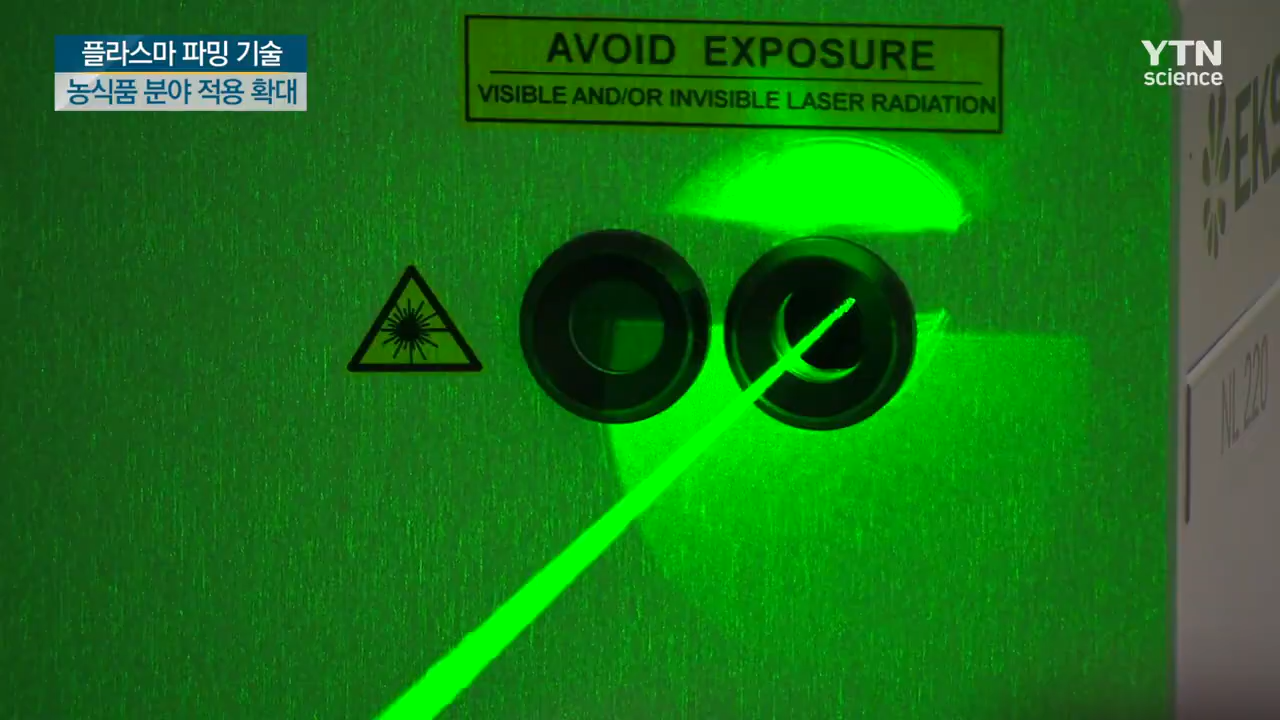 플라스마 파밍 기술
농식품 분야 적용 확대
AVOID EXPOSURE
VISIBLE AND/OR INVISIBLE LASER RADIATION
YTN
science
EKS
NL 220